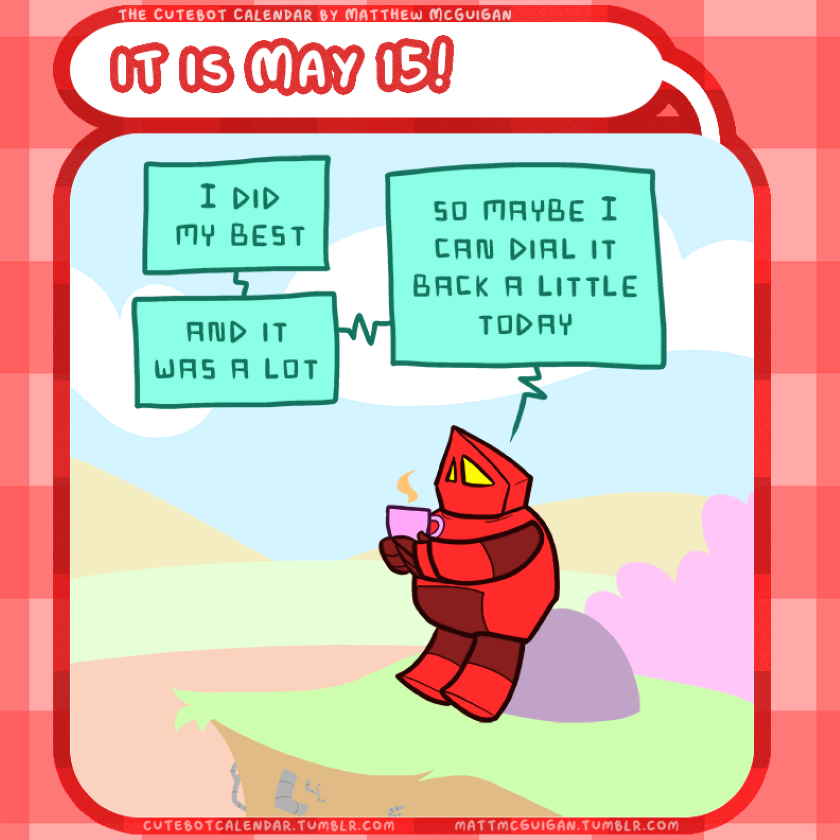 THE CUTEBOT CALENDAR BY MATTHEW MCGUIGAN
IT IS MAY 15!
I DID
MY BEST
AND IT
WAS A LOT
SO MAYBE I
CAN DIAL IT
BACK A LITTLE
TODAY
CUTEBOTCALENDAR.TUMBLR.COM
MATTMCGUIGAN.TUMBLR.COM